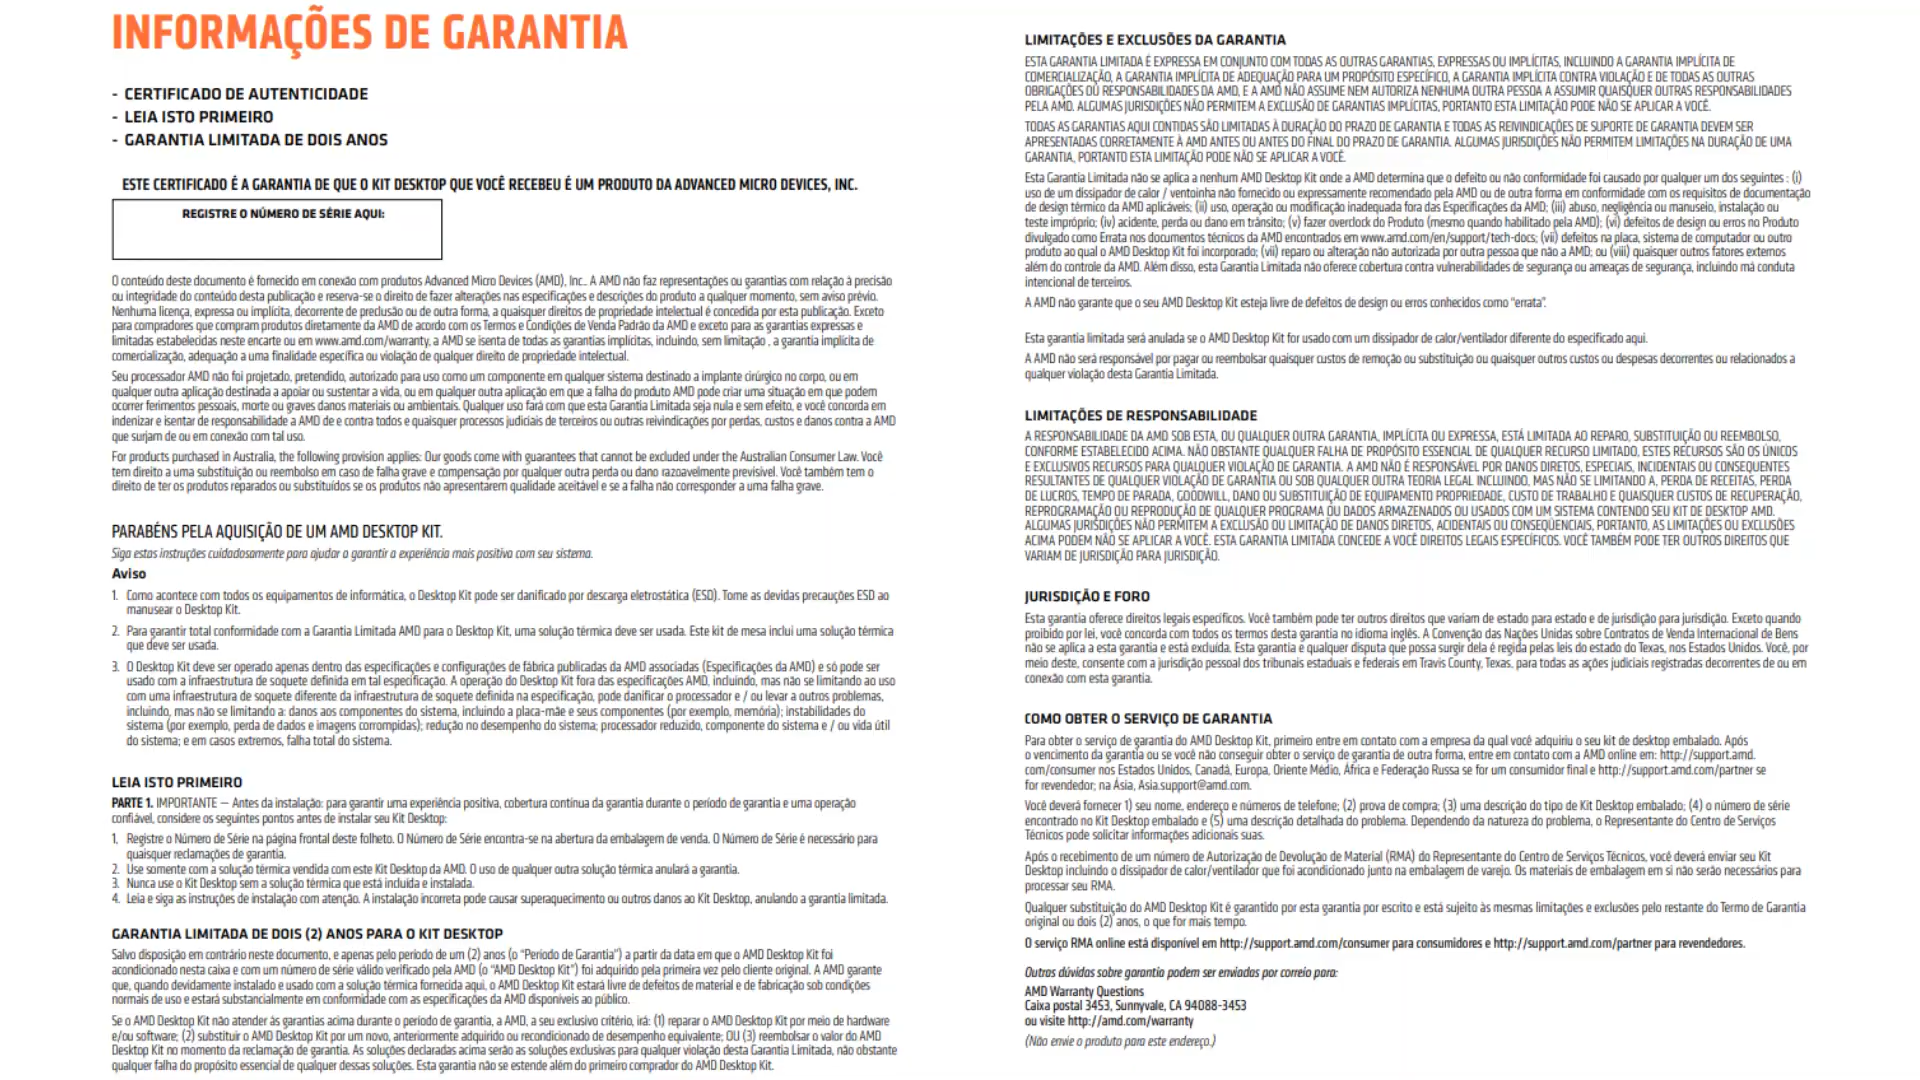 INFORMAÇÕES DE GARANTIA
- CERTIFICADO DE AUTENTICIDADE
- LEIA ISTO PRIMEIRO
- GARANTIA LIMITADA DE DOIS ANOS
ESTE CERTIFICADO É A GARANTIA DE QUE O KIT DESKTOP QUE VOCÊ RECEBEU É UM PRODUTO DA ADVANCED MICRO DEVICES, INC.
REGISTRE O NÚMERO DE SÉRIE AQUI:
O conteúdo deste documento é fornecido em conexão com produtos Advanced Micro Devices (AMD), Inc.. A AMD não faz representações ou garantias com relação à precisão
ou integridade do conteúdo desta publicação e reserva-se o direito de fazer alterações nas especificações e descrições do produto a qualquer momento, sem aviso prévio.
Nenhuma licença, expressa ou implícita, decorrente de preclusão ou de outra forma, a quaisquer direitos de propriedade intelectual é concedida por esta publicação. Exceto
para compradores que compram produtos diretamente da AMD de acordo com os Termos e Condições de Venda Padrão da AMD e exceto para as garantias expressas e
limitadas estabelecidas neste encarte ou em www.amd.com/warranty, a AMD se isenta de todas as garantias implícitas, incluindo, sem limitação , a garantia implícita de
comercialização, adequação a uma finalidade específica ou violação de qualquer direito de propriedade intelectual.
Seu processador AMD não foi projetado, pretendido, autorizado para uso como um componente em qualquer sistema destinado a implante cirúrgico no corpo, ou em
qualquer outra aplicação destinada a apoiar ou sustentar a vida, ou em qualquer outra aplicação em que a falha do produto AMD pode criar uma situação em que podem
ocorrer ferimentos pessoais, morte ou graves danos materiais ou ambientais. Qualquer uso fará com que esta Garantia Limitada seja nula e sem efeito, e você concorda em
indenizar e isentar de responsabilidade a AMD de e contra todos e quaisquer processos judiciais de terceiros ou outras reivindicações por perdas, custos e danos contra a AMD
que surjam de ou em conexão com tal uso.
For products purchased in Australia, the following provision applies: Our goods come with guarantees that cannot be excluded under the Australian Consumer Law. Você
tem direito a uma substituição ou reembolso em caso de falha grave e compensação por qualquer outra perda ou dano razoavelmente previsível. Você também tem o
direito de ter os produtos reparados ou substituídos se os produtos não apresentarem qualidade aceitável e se a falha não corresponder a uma falha grave.
PARABÉNS PELA AQUISIÇÃO DE UM AMD DESKTOP KIT.
Siga estas instruções cuidadosamente para ajudar a garantir a experiência mais positiva com seu sistema.
Aviso
1. Como acontece com todos os equipamentos de informática, o Desktop Kit pode ser danificado por descarga eletrostática (ESD). Tome as devidas precauções ESD ao
manusear o Desktop Kit.
2. Para garantir total conformidade com a Garantia Limitada AMD para o Desktop Kit, uma solução térmica deve ser usada. Este kit de mesa inclui uma solução térmica
que deve ser usada.
3. O Desktop Kit deve ser operado apenas dentro das especificações e configurações de fábrica publicadas da AMD associadas (Especificações da AMD) e só pode ser
usado com a infraestrutura de soquete definida em tal especificação. A operação do Desktop Kit fora das especificações AMD, incluindo, mas não se limitando ao uso
com uma infraestrutura de soquete diferente da infraestrutura de soquete definida na especificação, pode danificar o processador e / ou levar a outros problemas,
incluindo, mas não se limitando a: danos aos componentes do sistema, incluindo a placa-mãe e seus componentes (por exemplo, memória); instabilidades do
sistema (por exemplo, perda de dados e imagens corrompidas); redução no desempenho do sistema; processador reduzido, componente do sistema e / ou vida útil
do sistema; e em casos extremos, falha total do sistema.
LEIA ISTO PRIMEIRO
PARTE 1. IMPORTANTE — Antes da instalação: para garantir uma experiência positiva, cobertura contínua da garantia durante o período de garantia e uma operação
confiável, considere os seguintes pontos antes de instalar seu Kit Desktop:
1. Registre o Número de Série na página frontal deste folheto. O Número de Série encontra-se na abertura da embalagem de venda. O Número de Série é necessário para
quaisquer reclamações de garantia.
2. Use somente com a solução térmica vendida com este Kit Desktop da AMD. O uso de qualquer outra solução térmica anulará a garantia.
3. Nunca use o Kit Desktop sem a solução térmica que está incluída e instalada.
4. Leia e siga as instruções de instalação com atenção. A instalação incorreta pode causar superaquecimento ou outros danos ao Kit Desktop, anulando a garantia limitada.
GARANTIA LIMITADA DE DOIS (2) ANOS PARA O KIT DESKTOP
Salvo disposição em contrário neste documento, e apenas pelo período de um (2) anos (o "Período de Garantia") a partir da data em que o AMD Desktop Kit foi
acondicionado nesta caixa e com um número de série válido verificado pela AMD (o "AMD Desktop Kit") foi adquirido pela primeira vez pelo cliente original. A AMD garante
que, quando devidamente instalado e usado com a solução térmica fornecida aqui, o AMD Desktop Kit estará livre de defeitos de material e de fabricação sob condições
normais de uso e estará substancialmente em conformidade com as especificações da AMD disponíveis ao público.
Se o AMD Desktop Kit não atender às garantias acima durante o período de garantia, a AMD, a seu exclusivo critério, irá: (1) reparar o AMD Desktop Kit por meio de hardware
e/ou software; (2) substituir o AMD Desktop Kit por um novo, anteriormente adquirido ou recondicionado de desempenho equivalente; OU (3) reembolsar o valor do AMD
Desktop Kit no momento da reclamação de garantia. As soluções declaradas acima serão as soluções exclusivas para qualquer violação desta Garantia Limitada, não obstante
qualquer falha do propósito essencial de qualquer dessas soluções. Esta garantia não se estende além do primeiro comprador do AMD Desktop Kit.
LIMITAÇÕES E EXCLUSÕES DA GARANTIA
ESTA GARANTIA LIMITADA É EXPRESSA EM CONJUNTO COM TODAS AS OUTRAS GARANTIAS, EXPRESSAS OU IMPLÍCITAS, INCLUINDO A GARANTIA IMPLÍCITA DE
COMERCIALIZAÇÃO, A GARANTIA IMPLÍCITA DE ADEQUAÇÃO PARA UM PROPÓSITO ESPECÍFICO, A GARANTIA IMPLÍCITA CONTRA VIOLAÇÃO E DE TODAS AS OUTRAS
OBRIGAÇÕES OU RESPONSABILIDADES DA AMD, E A AMD NÃO ASSUME NEM AUTORIZA NENHUMA OUTRA PESSOA A ASSUMIR QUAISQUER OUTRAS RESPONSABILIDADES
PELA AMD. ALGUMAS JURISDIÇÕES NÃO PERMITEM A EXCLUSÃO DE GARANTIAS IMPLÍCITAS, PORTANTO ESTA LIMITAÇÃO PODE NÃO SE APLICAR A VOCÊ.
TODAS AS GARANTIAS AQUI CONTIDAS SÃO LIMITADAS À DURAÇÃO DO PRAZO DE GARANTIA E TODAS AS REIVINDICAÇÕES DE SUPORTE DE GARANTIA DEVEM SER
APRESENTADAS CORRETAMENTE À AMD ANTES OU ANTES DO FINAL DO PRAZO DE GARANTIA. ALGUMAS JURISDIÇÕES NÃO PERMITEM LIMITAÇÕES NA DURAÇÃO DE UMA
GARANTIA, PORTANTO ESTA LIMITAÇÃO PODE NÃO SE APLICAR A VOCÊ.
Esta Garantia Limitada não se aplica a nenhum AMD Desktop Kit onde a AMD determina que o defeito ou não conformidade foi causado por qualquer um dos seguintes : (i)
uso de um dissipador de calor / ventoinha não fornecido ou expressamente recomendado pela AMD ou de outra forma em conformidade com os requisitos de documentação
de design térmico da AMD aplicáveis; (ii) uso, operação ou modificação inadequada fora das Especificações da AMD; (iii) abuso, negligência ou manuseio, instalação ou
teste impróprio; (iv) acidente, perda ou dano em trânsito; (v) fazer overclock do Produto (mesmo quando habilitado pela AMD); (vi) defeitos de design ou erros no Produto
divulgado como Errata nos documentos técnicos da AMD encontrados em www.amd.com/en/support/tech-docs; (vii) defeitos na placa, sistema de computador ou outro
produto ao qual o AMD Desktop Kit foi incorporado; (vii) reparo ou alteração não autorizada por outra pessoa que não a AMD; ou (viii) quaisquer outros fatores externos
além do controle da AMD. Além disso, esta Garantia Limitada não oferece cobertura contra vulnerabilidades de segurança ou ameaças de segurança, incluindo má conduta
intencional de terceiros.
A AMD não garante que o seu AMD Desktop Kit esteja livre de defeitos de design ou erros conhecidos como "errata".
Esta garantia limitada será anulada se o AMD Desktop Kit for usado com um dissipador de calor/ventilador diferente do especificado aqui.
A AMD não será responsável por pagar ou reembolsar quaisquer custos de remoção ou substituição ou quaisquer outros custos ou despesas decorrentes ou relacionados a
qualquer violação desta Garantia Limitada.
LIMITAÇÕES DE RESPONSABILIDADE
A RESPONSABILIDADE DA AMD SOB ESTA, OU QUALQUER OUTRA GARANTIA, IMPLÍCITA OU EXPRESSA, ESTÁ LIMITADA AO REPARO, SUBSTITUIÇÃO OU REEMBOLSO,
CONFORME ESTABELECIDO ACIMA. NÃO OBSTANTE QUALQUER FALHA DE PROPÓSITO ESSENCIAL DE QUALQUER RECURSO LIMITADO, ESTES RECURSOS SÃO OS ÚNICOS
E EXCLUSIVOS RECURSOS PARA QUALQUER VIOLAÇÃO DE GARANTIA. A AMD NÃO É RESPONSÁVEL POR DANOS DIRETOS, ESPECIAIS, INCIDENTAIS OU CONSEQUENTES
RESULTANTES DE QUALQUER VIOLAÇÃO DE GARANTIA OU SOB QUALQUER OUTRA TEORIA LEGAL INCLUINDO, MAS NÃO SE LIMITANDO A, PERDA DE RECEITAS, PERDA
DE LUCROS, TEMPO DE PARADA, GOODWILL, DANO OU SUBSTITUIÇÃO DE EQUIPAMENTO PROPRIEDADE, CUSTO DE TRABALHO E QUAISQUER CUSTOS DE RECUPERAÇÃO,
REPROGRAMAÇÃO OU REPRODUÇÃO DE QUALQUER PROGRAMA OU DADOS ARMAZENADOS OU USADOS COM UM SISTEMA CONTENDO SEU KIT DE DESKTOP AMD.
ALGUMAS JURISDIÇÕES NÃO PERMITEM A EXCLUSÃO OU LIMITAÇÃO DE DANOS DIRETOS, ACIDENTAIS OU CONSEQÜENCIAIS, PORTANTO, AS LIMITAÇÕES OU EXCLUSÕES
ACIMA PODEM NÃO SE APLICAR A VOCÊ. ESTA GARANTIA LIMITADA CONCEDE A VOCÊ DIREITOS LEGAIS ESPECÍFICOS. VOCÊ TAMBÉM PODE TER OUTROS DIREITOS QUE
VARIAM DE JURISDIÇÃO PARA JURISDIÇÃO.
JURISDIÇÃO E FORO
Esta garantia oferece direitos legais específicos. Você também pode ter outros direitos que variam de estado para estado e de jurisdição para jurisdição. Exceto quando
proibido por lei, você concorda com todos os termos desta garantia no idioma inglês. A Convenção das Nações Unidas sobre Contratos de Venda Internacional de Bens
não se aplica a esta garantia e está excluída. Esta garantia e qualquer disputa que possa surgir dela é regida pelas leis do estado do Texas, nos Estados Unidos. Você, por
meio deste, consente com a jurisdição pessoal dos tribunais estaduais e federais em Travis County, Texas, para todas as ações judiciais registradas decorrentes de ou em
conexão com esta garantia.
COMO OBTER O SERVIÇO DE GARANTIA
Para obter o serviço de garantia do AMD Desktop Kit, primeiro entre em contato com a empresa da qual você adquiriu o seu kit de desktop embalado. Após
o vencimento da garantia ou se você não conseguir obter o serviço de garantia de outra forma, entre em contato com a AMD online em: http://support.amd.
com/consumer nos Estados Unidos, Canadá, Europa, Oriente Médio, África e Federação Russa se for um consumidor final e http://support.amd.com/partner se
for revendedor; na Ásia, Asia.support@amd.com.
Você deverá fornecer 1) seu nome, endereço e números de telefone; (2) prova de compra; (3) uma descrição do tipo de Kit Desktop embalado; (4) o número de série
encontrado no Kit Desktop embalado e (5) uma descrição detalhada do problema. Dependendo da natureza do problema, o Representante do Centro de Serviços
Técnicos pode solicitar informações adicionais suas.
Após o recebimento de um número de Autorização de Devolução de Material (RMA) do Representante do Centro de Serviços Técnicos, você deverá enviar seu Kit
Desktop incluindo o dissipador de calor/ventilador que foi acondicionado junto na embalagem de varejo. Os materiais de embalagem em si não serão necessários para
processar seu RMA.
Qualquer substituição do AMD Desktop Kit é garantido por esta garantia por escrito e está sujeito às mesmas limitações e exclusões pelo restante do Termo de Garantia
original ou dois (2) anos, o que for mais tempo.
O serviço RMA online está disponível em http://support.amd.com/consumer para consumidores e http://support.amd.com/partner para revendedores.
Outras dúvidas sobre garantia podem ser enviadas por correio para:
AMD Warranty Questions
Caixa postal 3453, Sunnyvale, CA 94088-3453
ou visite http://amd.com/warranty
(Não envie o produto para este endereço.)